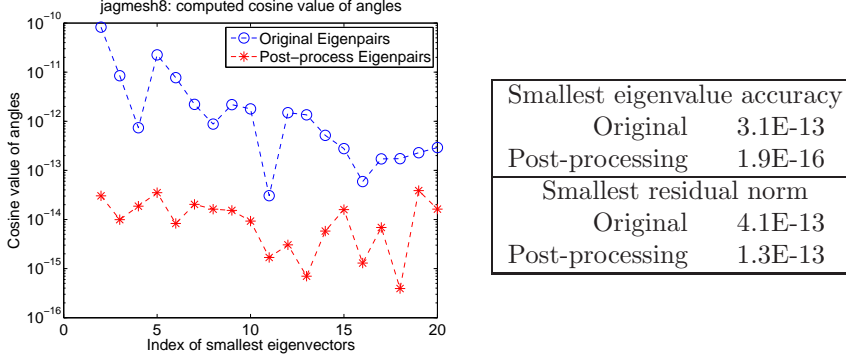 jagmesh8: computed cosine value of angles
10^-10
10^-11
10^-12
10^-13
10^-14
10^-15
10^-16
Cosine value of angles
Original Eigenpairs
Post-process Eigenpairs
0 5 10 15 20
Index of smallest eigenvectors
Smallest eigenvalue accuracy
Original 3.1E-13
Post-processing 1.9E-16
Smallest residual norm
Original 4.1E-13
Post-processing 1.3E-13